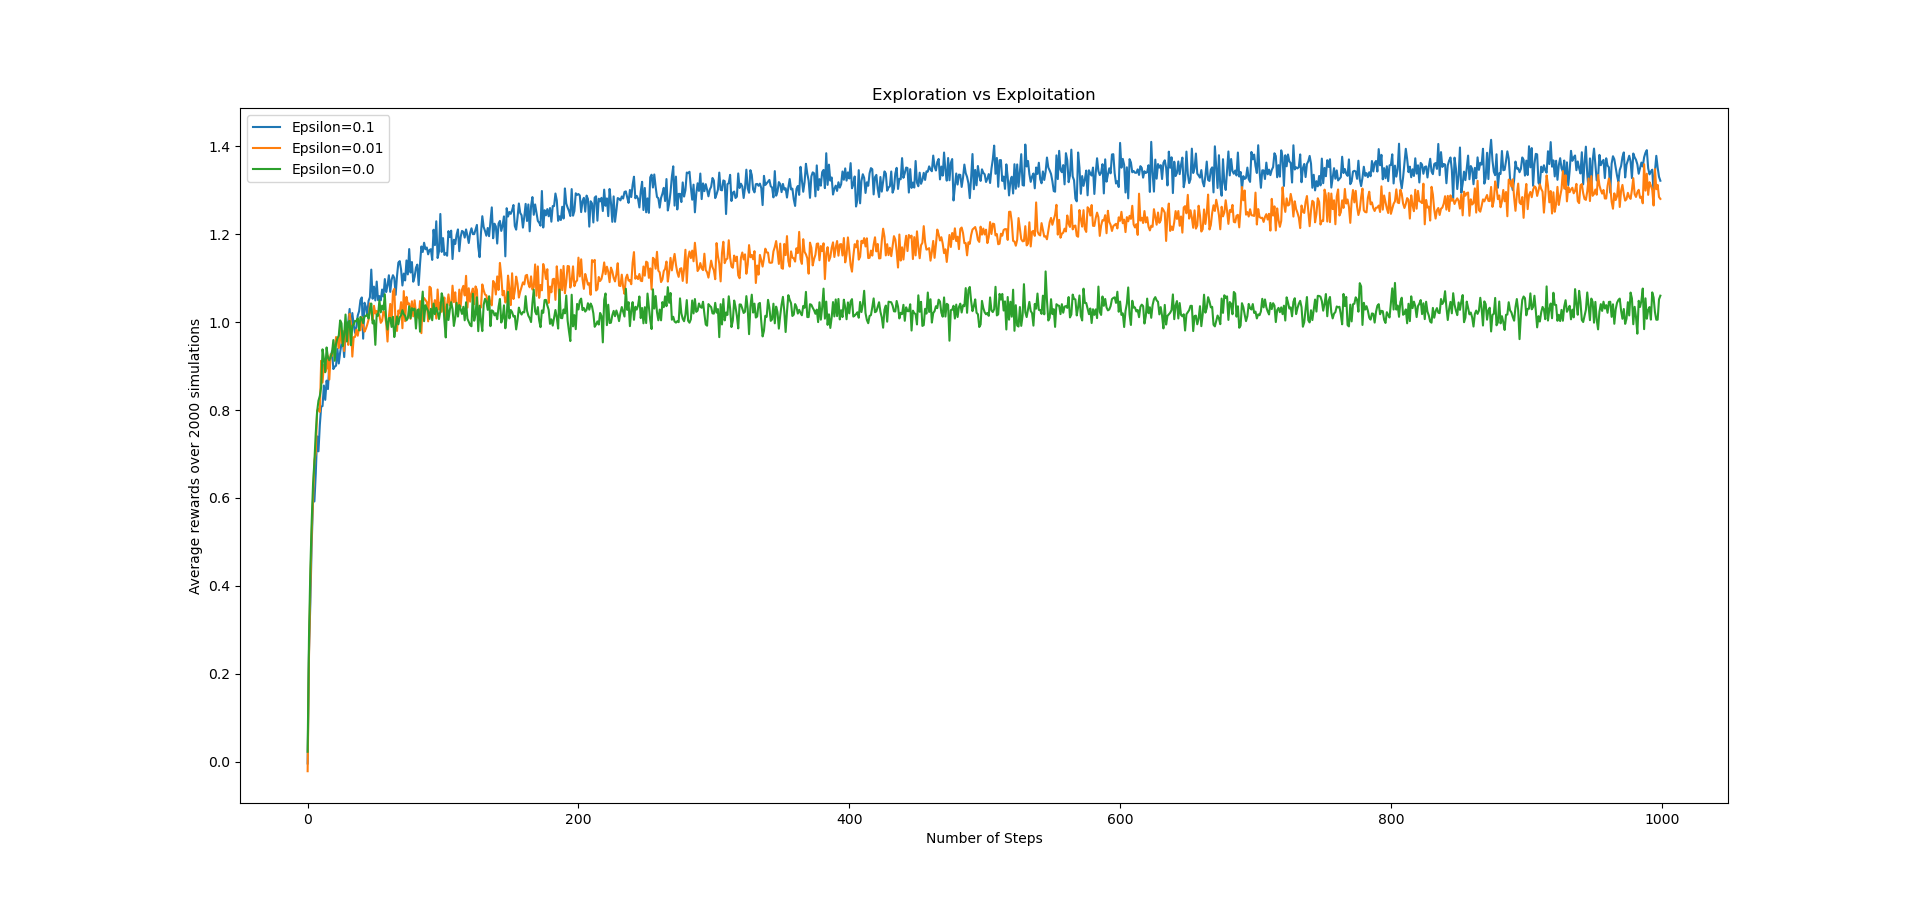 Exploration vs Exploitation
Epsilon=0.1
Epsilon=0.01
Epsilon=0.0
1.4
1.2
1.0
0.8
0.6
0.4
0.2
0.0
Average rewards over 2000 simulations
0 200 400 600 800 1000
Number of Steps